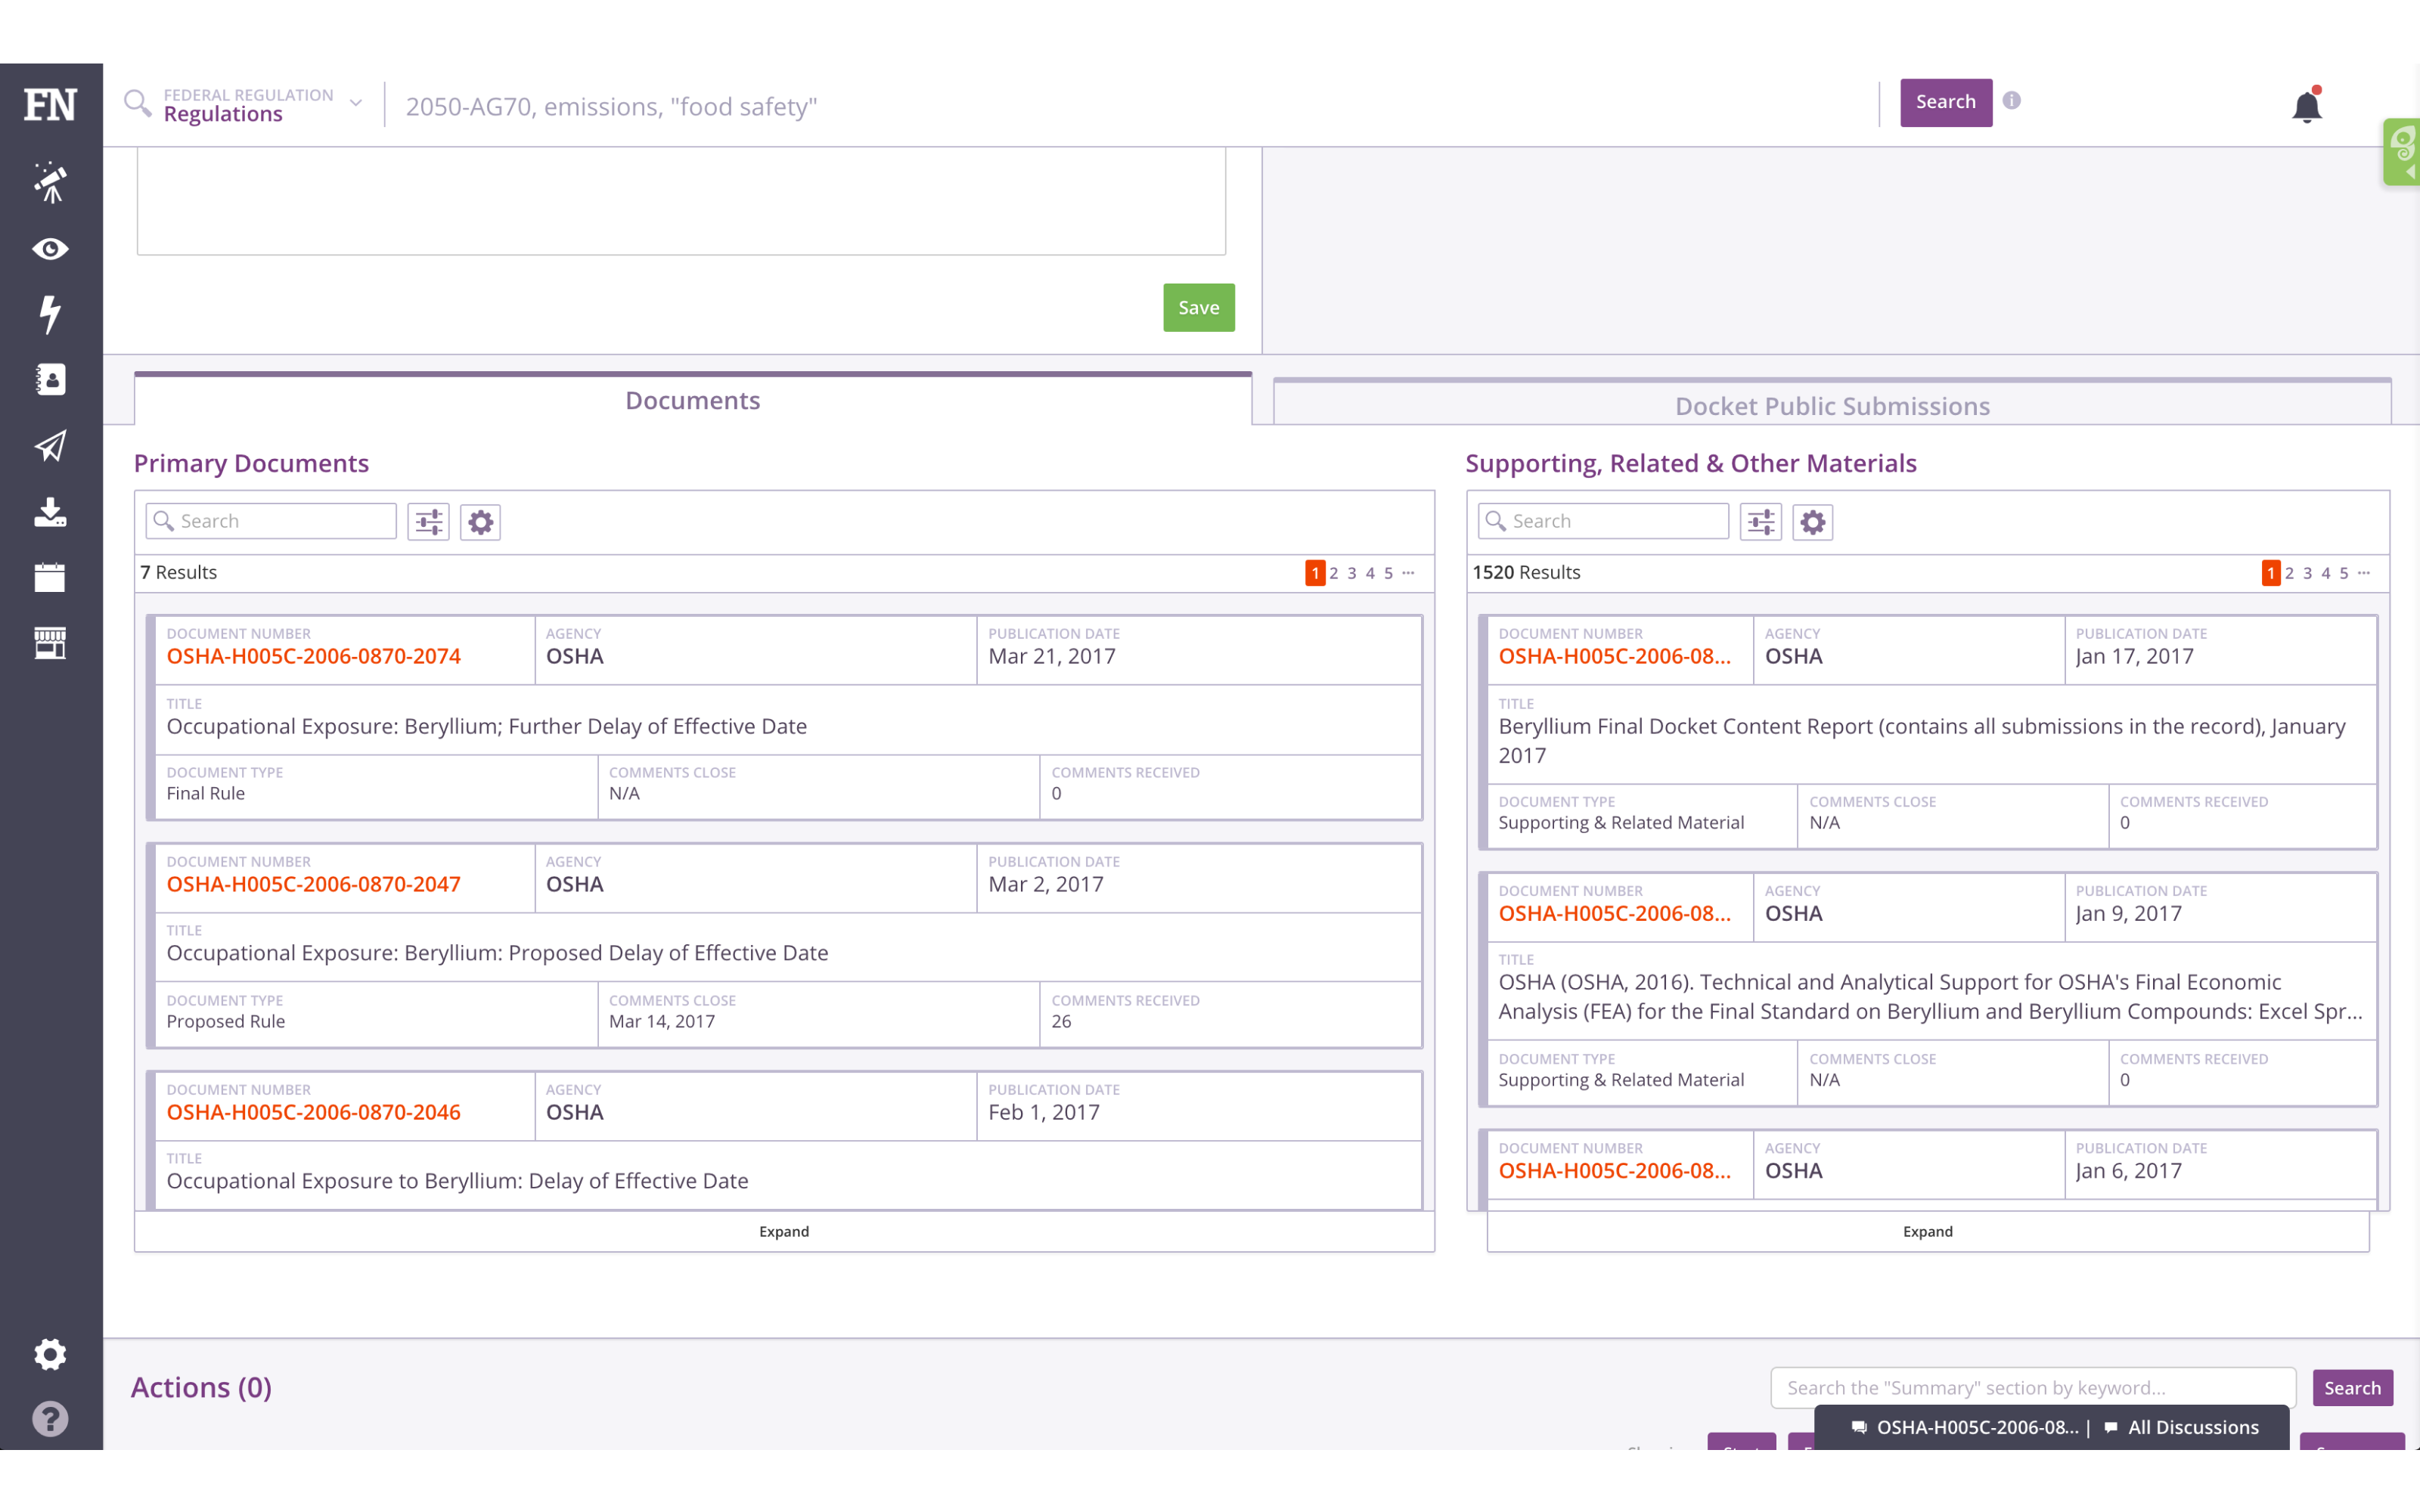 FN
FEDERAL REGULATION
Regulations
2050-AG70, emissions, "food safety"
Search
Save
Documents
Docket Public Submissions
Primary Documents
Search
7 Results
1 2 3 4 5 ...
DOCUMENT NUMBER AGENCY PUBLICATION DATE
OSHA-H005C-2006-0870-2074 OSHA Mar 21, 2017
TITLE
Occupational Exposure: Beryllium; Further Delay of Effective Date
DOCUMENT TYPE COMMENTS CLOSE COMMENTS RECEIVED
Final Rule N/A 0
DOCUMENT NUMBER AGENCY PUBLICATION DATE
OSHA-H005C-2006-0870-2047 OSHA Mar 2, 2017
TITLE
Occupational Exposure: Beryllium: Proposed Delay of Effective Date
DOCUMENT TYPE COMMENTS CLOSE COMMENTS RECEIVED
Proposed Rule Mar 14, 2017 26
DOCUMENT NUMBER AGENCY PUBLICATION DATE
OSHA-H005C-2006-0870-2046 OSHA Feb 1, 2017
TITLE
Occupational Exposure to Beryllium: Delay of Effective Date
Expand
Supporting, Related & Other Materials
Search
1520 Results
1 2 3 4 5 ...
DOCUMENT NUMBER AGENCY PUBLICATION DATE
OSHA-H005C-2006-08... OSHA Jan 17, 2017
TITLE
Beryllium Final Docket Content Report (contains all submissions in the record), January
2017
DOCUMENT TYPE COMMENTS CLOSE COMMENTS RECEIVED
Supporting & Related Material N/A 0
DOCUMENT NUMBER AGENCY PUBLICATION DATE
OSHA-H005C-2006-08... OSHA Jan 9, 2017
TITLE
OSHA (OSHA, 2016). Technical and Analytical Support for OSHA's Final Economic
Analysis (FEA) for the Final Standard on Beryllium and Beryllium Compounds: Excel Spr...
DOCUMENT TYPE COMMENTS CLOSE COMMENTS RECEIVED
Supporting & Related Material N/A 0
DOCUMENT NUMBER AGENCY PUBLICATION DATE
OSHA-H005C-2006-08... OSHA Jan 6, 2017
Expand
Actions (0)
Search the "Summary" section by keyword...
Search
OSHA-H005C-2006-08... | All Discussions